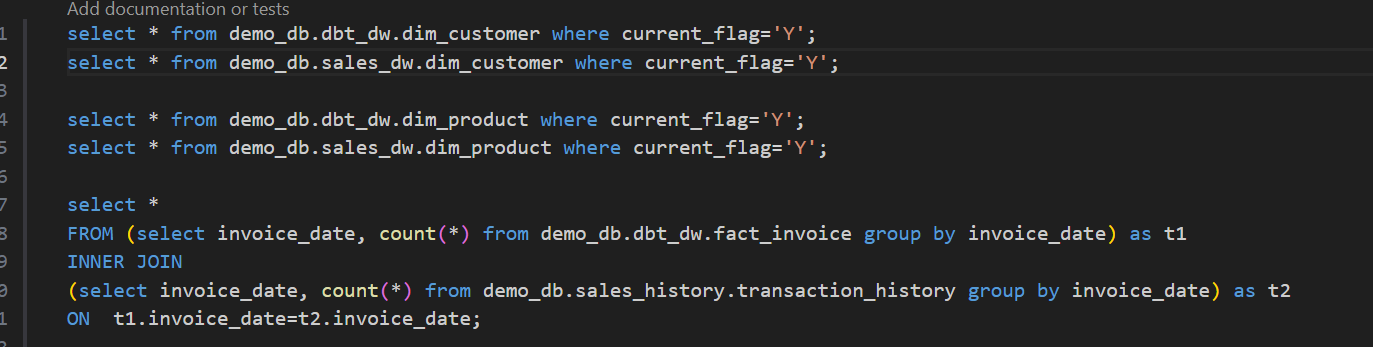 Add documentation or tests
1 select * from demo_db.dbt_dw.dim_customer where current_flag='Y';
2 select * from demo_db.sales_dw.dim_customer where current_flag='Y';
3
4 select * from demo_db.dbt_dw.dim_product where current_flag='Y';
5 select * from demo_db.sales_dw.dim_product where current_flag='Y';
6
7 select *
8 FROM (select invoice_date, count(*) from demo_db.dbt_dw.fact_invoice group by invoice_date) as t1
9 INNER JOIN
0 (select invoice_date, count(*) from demo_db.sales_history.transaction_history group by invoice_date) as t2
1 ON  t1.invoice_date=t2.invoice_date;